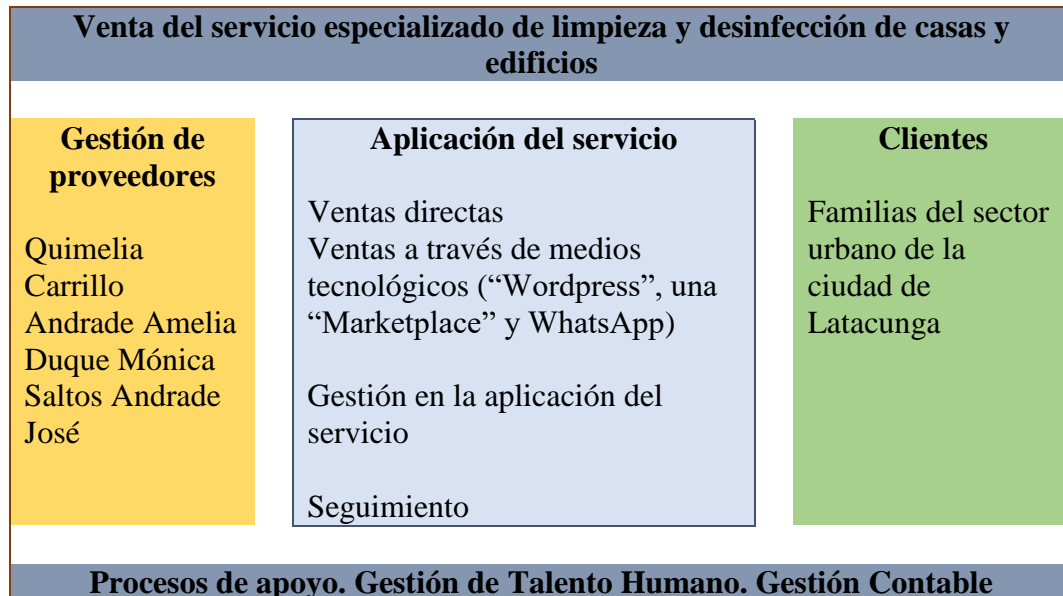 Venta del servicio especializado de limpieza y desinfección de casas y
edificios
Gestión de
proveedores
Quimelia
Carrillo
Andrade Amelia
Duque Mónica
Saltos Andrade
José
Aplicación del servicio
Ventas directas
Ventas a través de medios
tecnológicos (“Wordpress”, una
“Marketplace” y WhatsApp)
Gestión en la aplicación del
servicio
Seguimiento
Clientes
Familias del sector
urbano de la
ciudad de
Latacunga
Procesos de apoyo. Gestión de Talento Humano. Gestión Contable